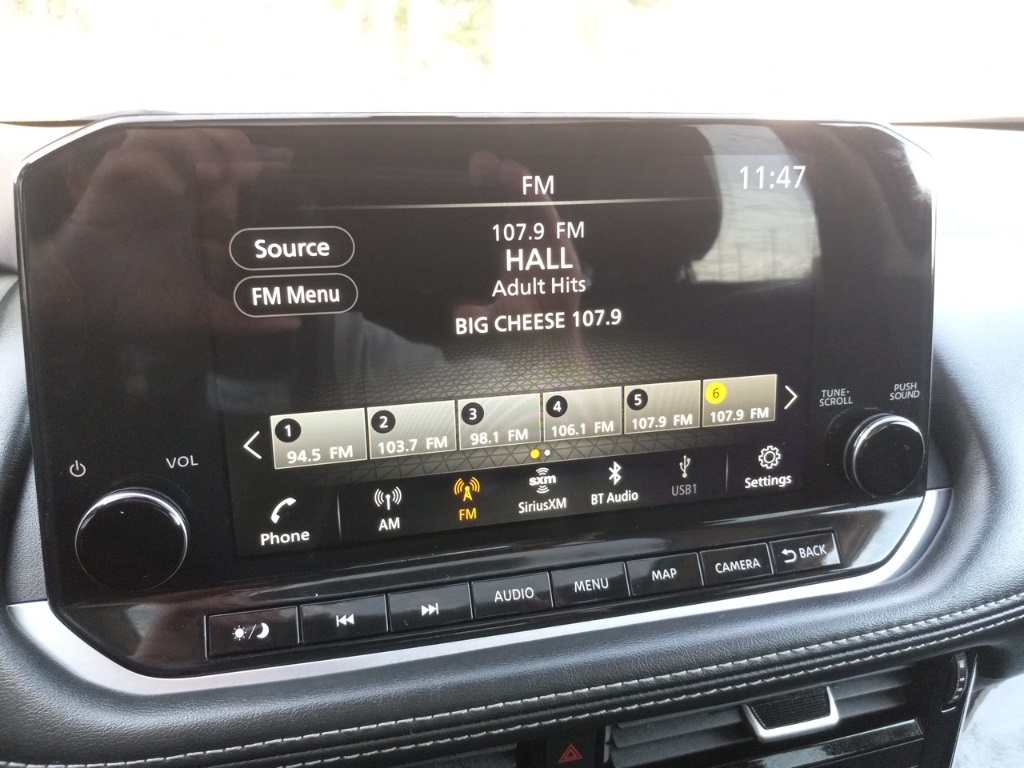 FM
11:47
107.9 FM
HALL
Adult Hits
BIG CHEESE 107.9
Source
FM Menu
1
94.5 FM
2
103.7 FM
3
98.1 FM
4
106.1 FM
5
107.9 FM
6
107.9 FM
TUNE•
SCROLL
PUSH
SOUND
VOL
Phone
AM
FM
sxm
SiriusXM
BT Audio
USB1
Settings
AUDIO
MENU
MAP
CAMERA
BACK